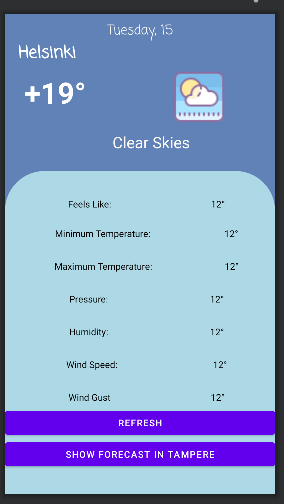 Tuesday, 15
Helsinki
+19°
Clear Skies
Feels Like: 12°
Minimum Temperature: 12°
Maximum Temperature: 12°
Pressure: 12°
Humidity: 12°
Wind Speed: 12°
Wind Gust 12°
REFRESH
SHOW FORECAST IN TAMPERE